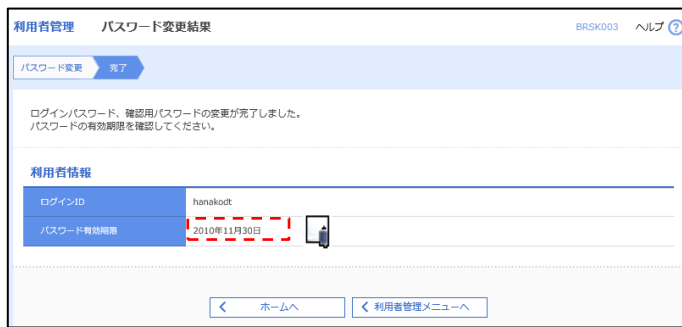 利用者管理 パスワード変更結果 BRSK003 ヘルプ ?
パスワード変更 完了
ログインパスワード、確認用パスワードの変更が完了しました。
パスワードの有効期限を確認してください。
利用者情報
ログインID hanakodt
パスワード有効期限 2010年11月30日
ホームへ 利用者管理メニューへ